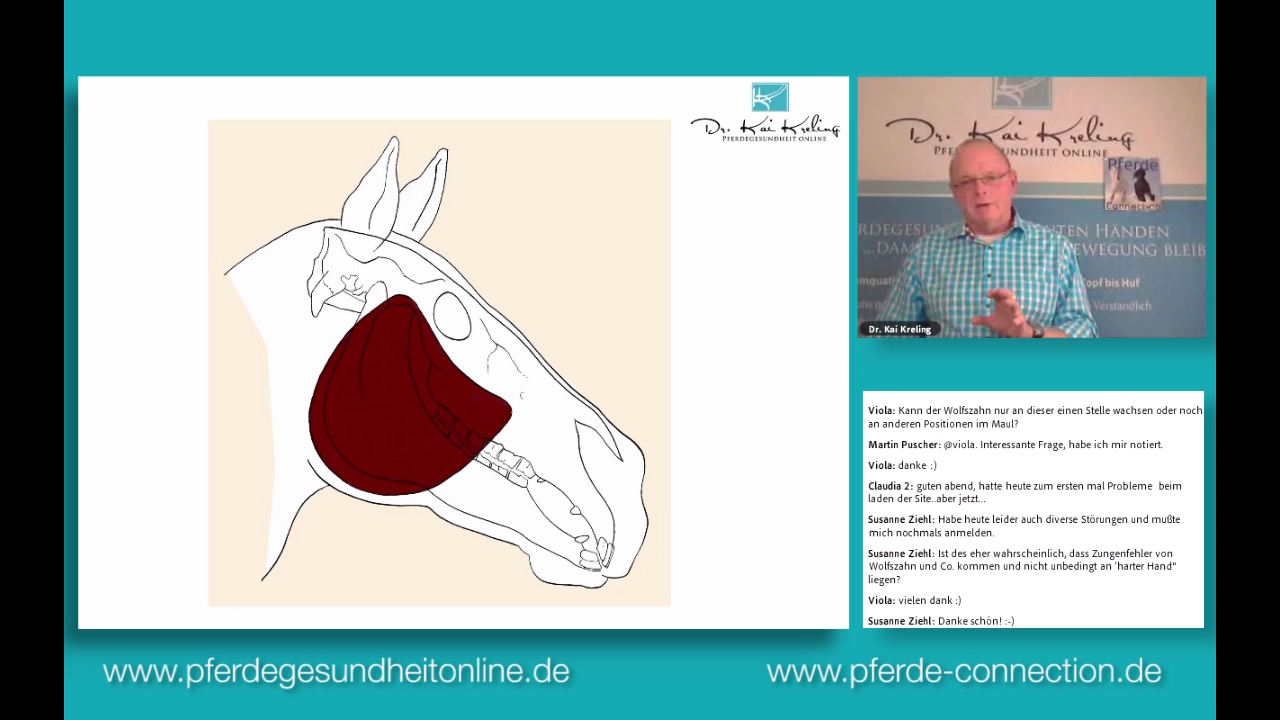 Dr. Kai Kreling
PFERDEGESUNDHEIT ONLINE
Dr. Kai Kreling
PFERDEGESUNDHEIT ONLINE
Pferde
Connection
Dr. Kai Kreling
Viola: Kann der Wolfszahn nur an dieser einen Stelle wachsen oder noch
an anderen Positionen im Maul?
Martin Puscher: @viola. Interessante Frage, habe ich mir notiert.
Viola: danke :)
Claudia 2: guten abend, hatte heute zum ersten mal Probleme beim
laden der Site..aber jetzt...
Susanne Ziehl: Habe heute leider auch diverse Störungen und mußte
mich nochmals anmelden.
Susanne Ziehl: Ist des eher wahrscheinlich, dass Zungenfehler von
Wolfszahn und Co. kommen und nicht unbedingt an 'harter Hand"
liegen?
Viola: vielen dank :)
Susanne Ziehl: Danke schön! :-)
www.pferdegesundheitonline.de
www.pferde-connection.de